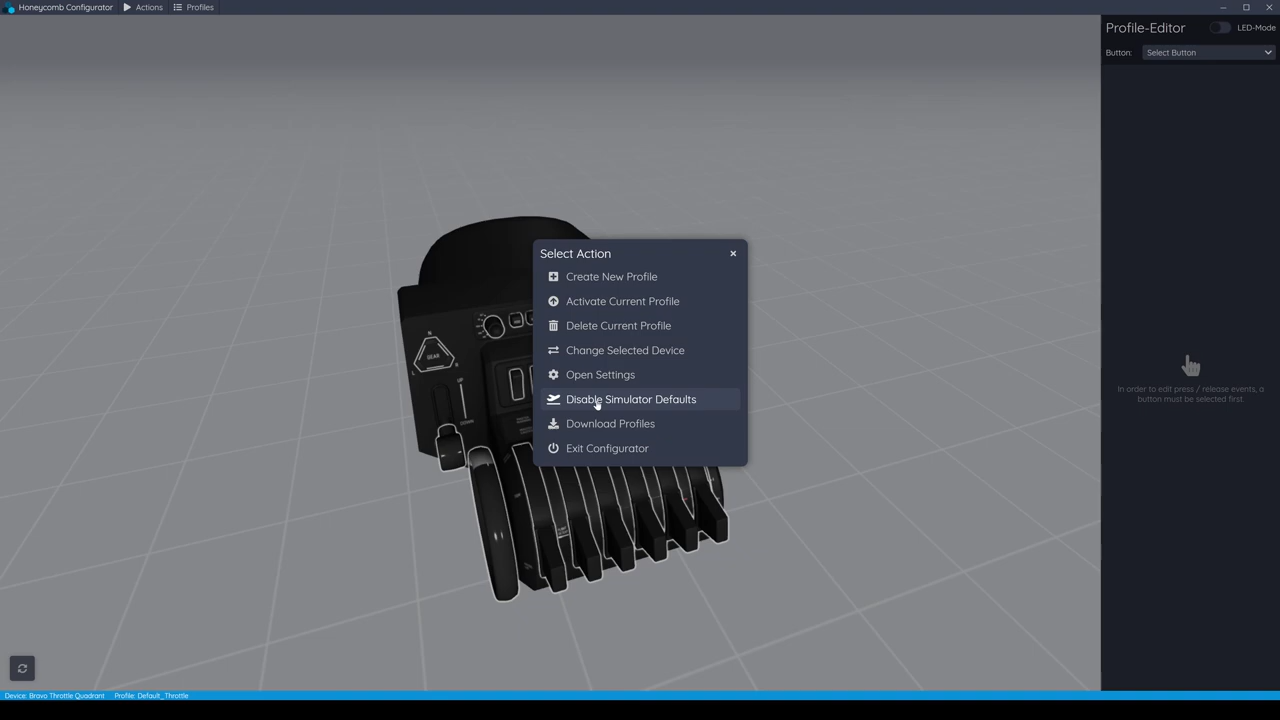 Honeycomb Configurator
Actions
Profiles
Profile-Editor
LED-Mode
Button:
Select Button
Select Action
Create New Profile
Activate Current Profile
Delete Current Profile
Change Selected Device
Open Settings
Disable Simulator Defaults
Download Profiles
Exit Configurator
N
GEAR
UP
DOWN
In order to edit press / release events, a
button must be selected first.
Device: Bravo Throttle Quadrant
Profile: Default_Throttle